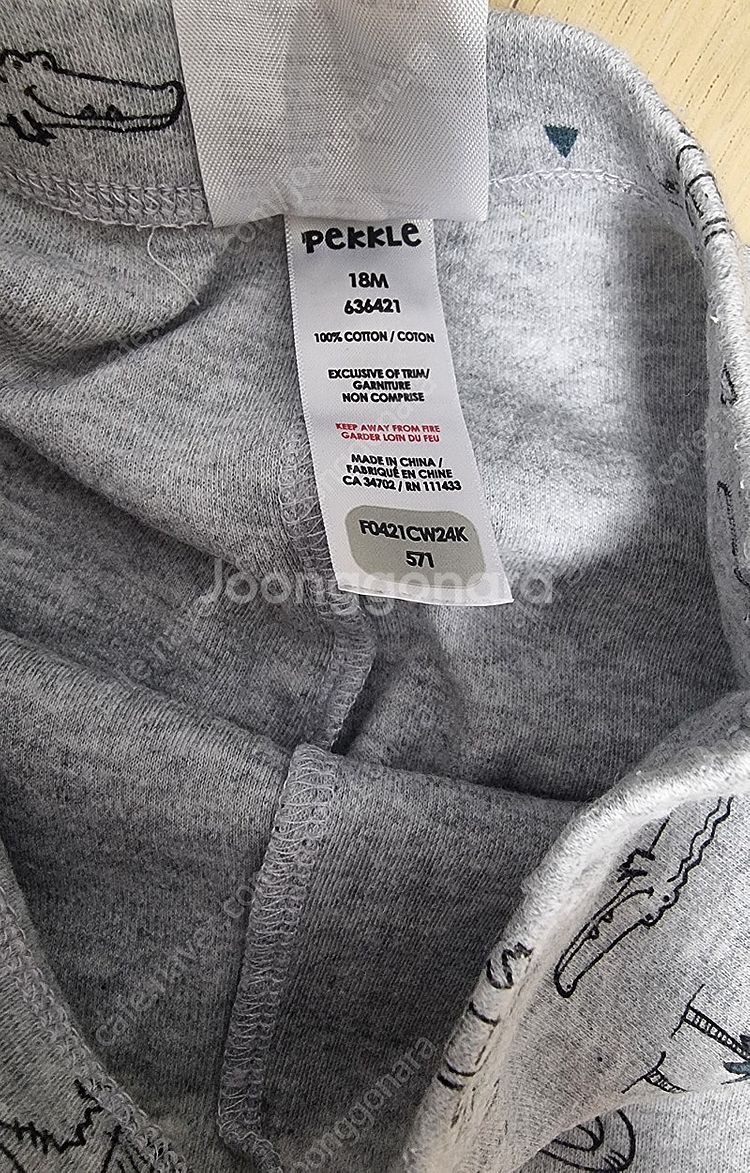 PEKKLE
18M
636421
100% COTTON / COTON
EXCLUSIVE OF TRIM/
GARNITURE
NON COMPRISE
KEEP AWAY FROM FIRE
GARDER LOIN DU FEU
MADE IN CHINA /
FABRIQUÉ EN CHINE
CA 34702 / RN 111433
F0421CW24K
571
Joonggonara